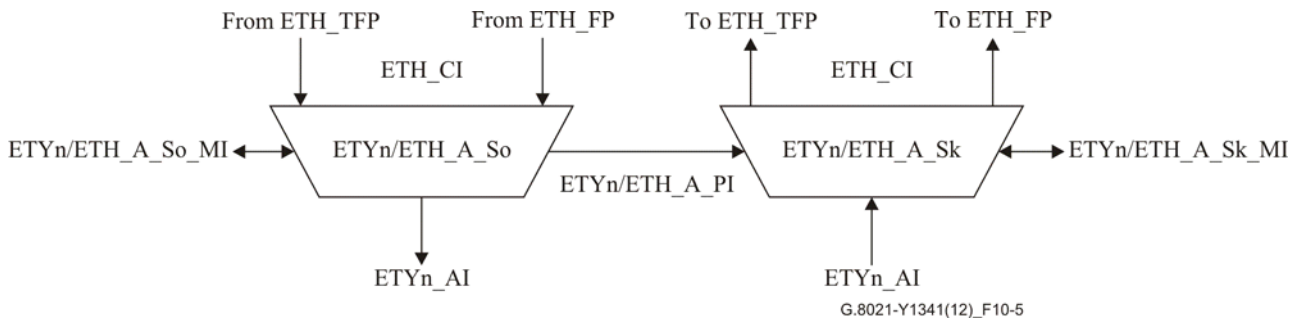 From ETH_TFP From ETH_FP To ETH_TFP To ETH_FP
ETH_CI ETH_CI
ETYn/ETH_A_So_MI ETYn/ETH_A_So ETYn/ETH_A_Sk ETYn/ETH_A_Sk_MI
ETYn/ETH_A_PI
ETYn_AI ETYn_AI
G.8021-Y1341(12)_F10-5